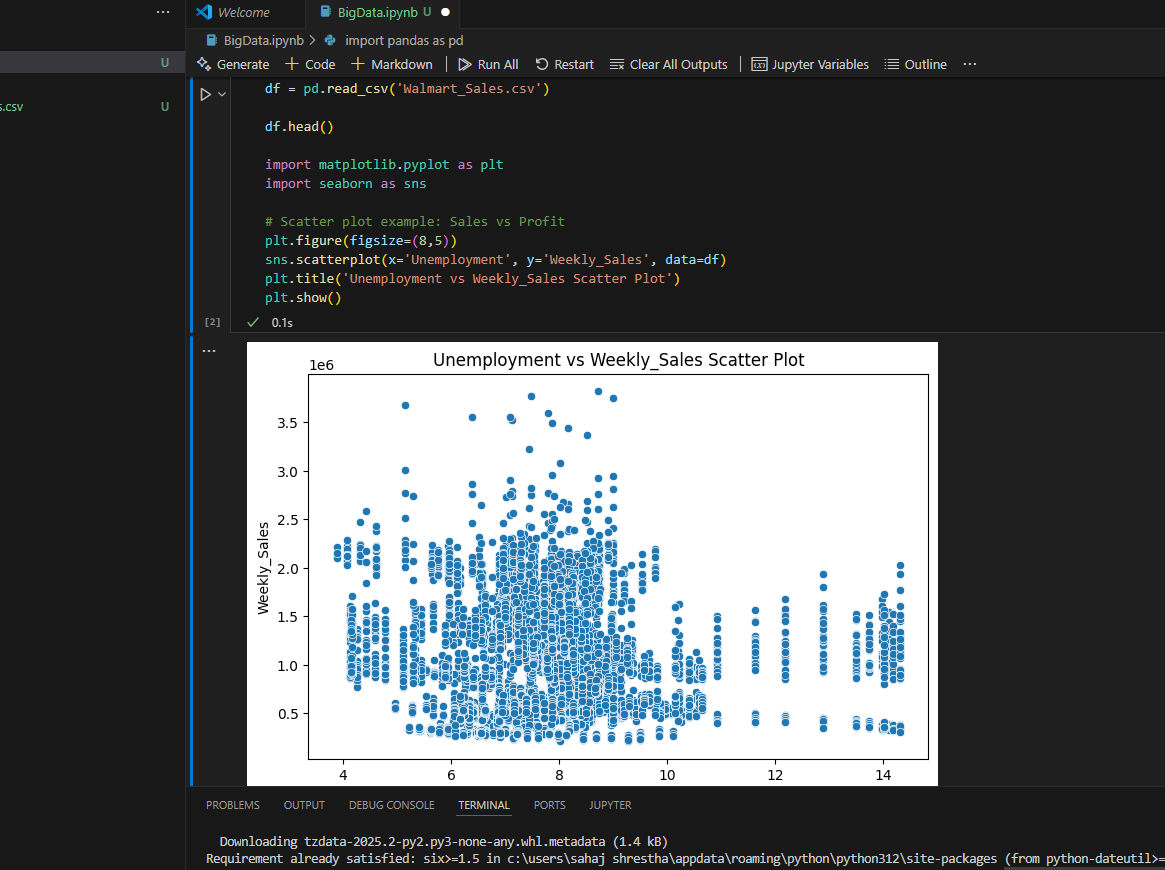 Welcome BigData.ipynb U
BigData.ipynb > import pandas as pd
U
Generate + Code + Markdown | Run All Restart Clear All Outputs | Jupyter Variables Outline ...
s.csv U
df = pd.read_csv('Walmart_Sales.csv')
df.head()
import matplotlib.pyplot as plt
import seaborn as sns
# Scatter plot example: Sales vs Profit
plt.figure(figsize=(8,5))
sns.scatterplot(x='Unemployment', y='Weekly_Sales', data=df)
plt.title('Unemployment vs Weekly_Sales Scatter Plot')
plt.show()
[2] 0.1s
Unemployment vs Weekly_Sales Scatter Plot
1e6
3.5
3.0
2.5
2.0
1.5
1.0
0.5
Weekly_Sales
4 6 8 10 12 14
PROBLEMS OUTPUT DEBUG CONSOLE TERMINAL PORTS JUPYTER
Downloading tzdata-2025.2-py2.py3-none-any.whl.metadata (1.4 kB)
Requirement already satisfied: six>=1.5 in c:\users\sahaj shrestha\appdata\roaming\python\python312\site-packages (from python-dateutil>=